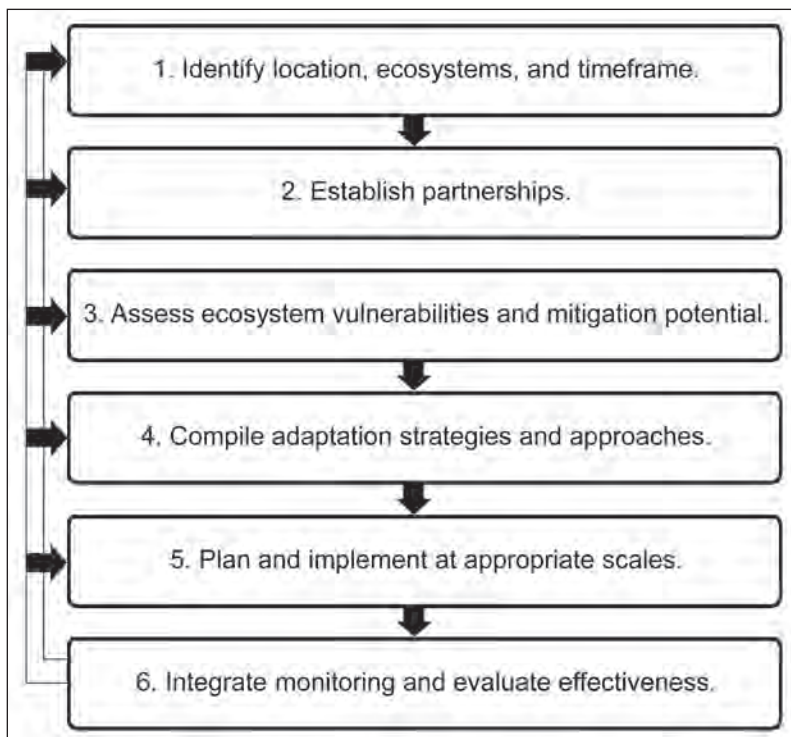 1. Identify location, ecosystems, and timeframe.
2. Establish partnerships.
3. Assess ecosystem vulnerabilities and mitigation potential.
4. Compile adaptation strategies and approaches.
5. Plan and implement at appropriate scales.
6. Integrate monitoring and evaluate effectiveness.